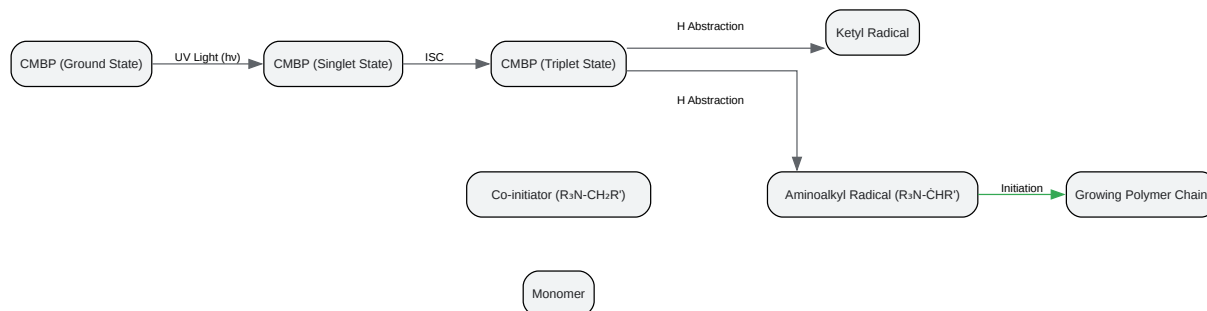 H Abstraction
Ketyl Radical
CMBP (Ground State)
UV Light (hν)
CMBP (Singlet State)
ISC
CMBP (Triplet State)
H Abstraction
Co-initiator (R₃N-CH₂R')
Aminoalkyl Radical (R₃N-ĊHR')
Initiation
Growing Polymer Chain
Monomer